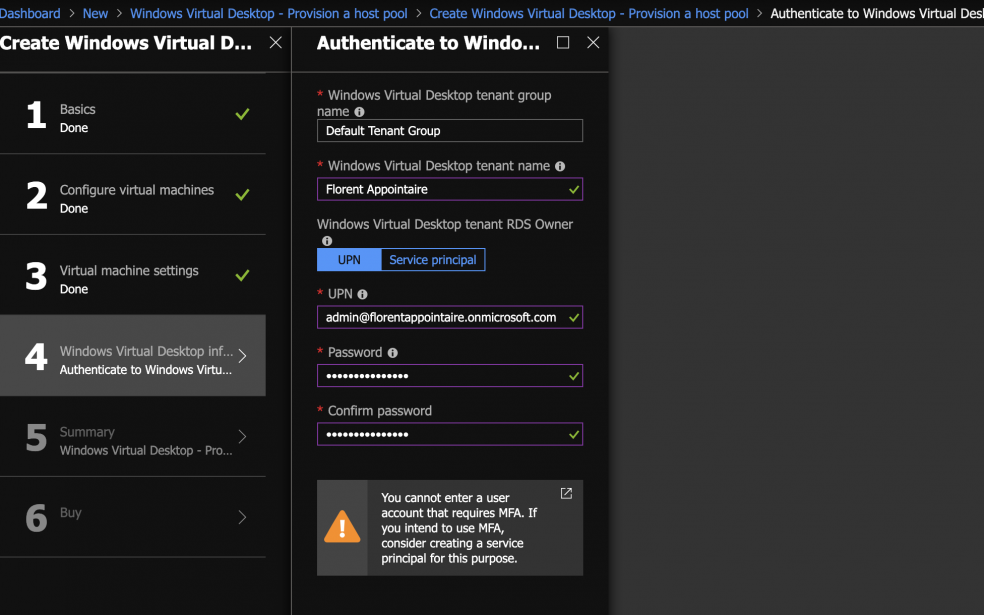 Dashboard > New > Windows Virtual Desktop - Provision a host pool > Create Windows Virtual Desktop - Provision a host pool > Authenticate to Windows Virtual
Create Windows Virtual D...
1
Basics
Done
2
Configure virtual machines
Done
3
Virtual machine settings
Done
4
Windows Virtual Desktop inf...
Authenticate to Windows Virtu...
5
Summary
Windows Virtual Desktop - Pro...
6
Buy
Authenticate to Windo...
* Windows Virtual Desktop tenant group
name
Default Tenant Group
* Windows Virtual Desktop tenant name
Florent Appointaire
Windows Virtual Desktop tenant RDS Owner
UPN Service principal
* UPN
admin@florentappointaire.onmicrosoft.com
* Password
•••••••••••••••
* Confirm password
•••••••••••••••
You cannot enter a user
account that requires MFA. If
you intend to use MFA,
consider creating a service
principal for this purpose.